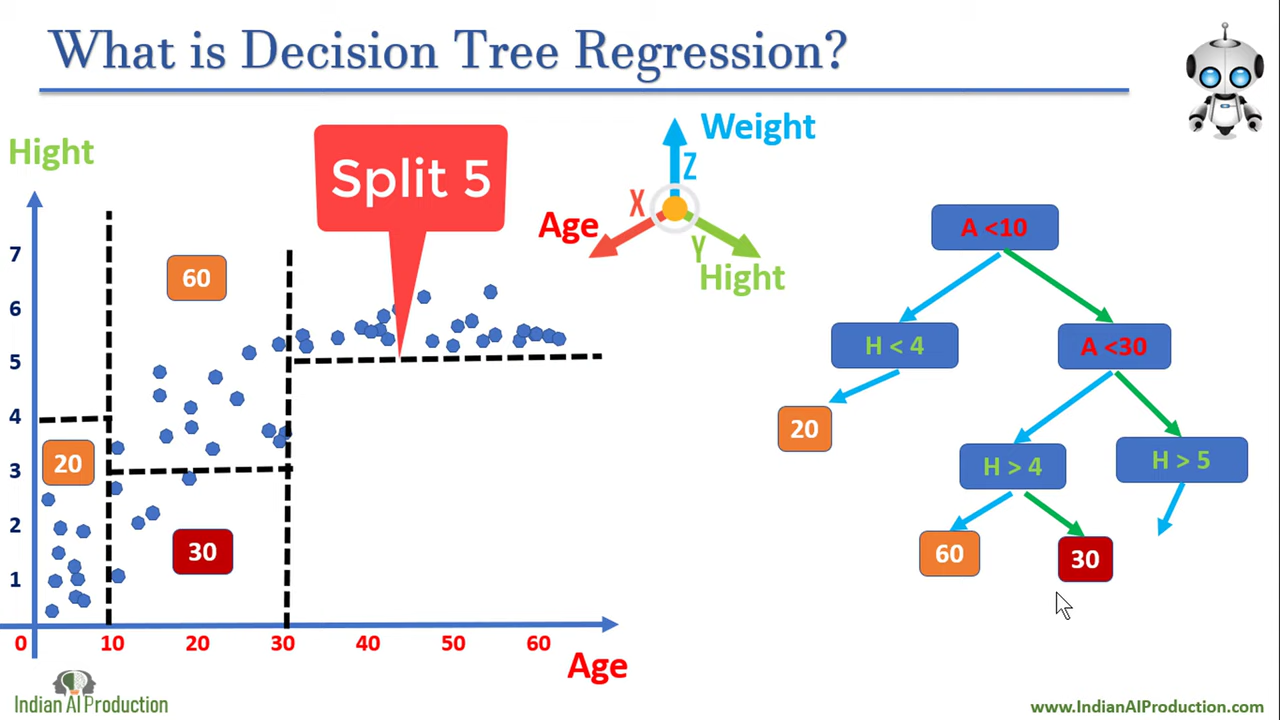 What is Decision Tree Regression?
Hight
Split 5
Weight
Z
X
Age
Y
Hight
7
6
5
4
3
2
1
0
10
20
30
40
50
60
Age
60
20
30
A <10
H < 4
A <30
20
H > 4
H > 5
60
30
Indian AI Production
www.IndianAIProduction.com